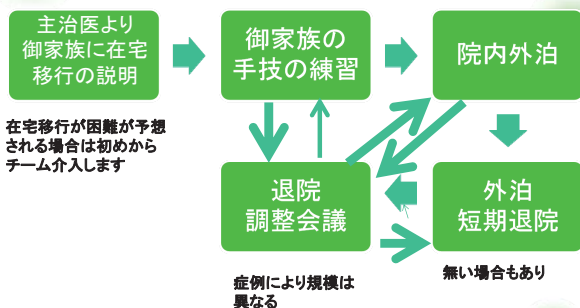 主治医より
御家族に在宅
移行の説明
御家族の
手技の練習
院内外泊
在宅移行が困難が予想
される場合は初めから
チーム介入します
退院
調整会議
外泊
短期退院
症例により規模は
異なる
無い場合もあり